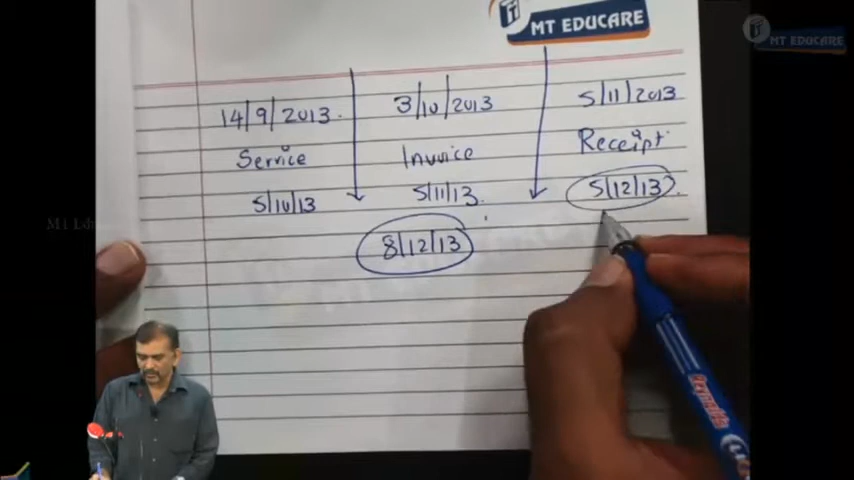 MT EDUCARE
MT EDUCARE
14/9/2013. 3/10/2013 5/11/2013
Service Invoice Receipt
5/10/13 5/11/13. 5/12/13.
8/12/13
Reynolds